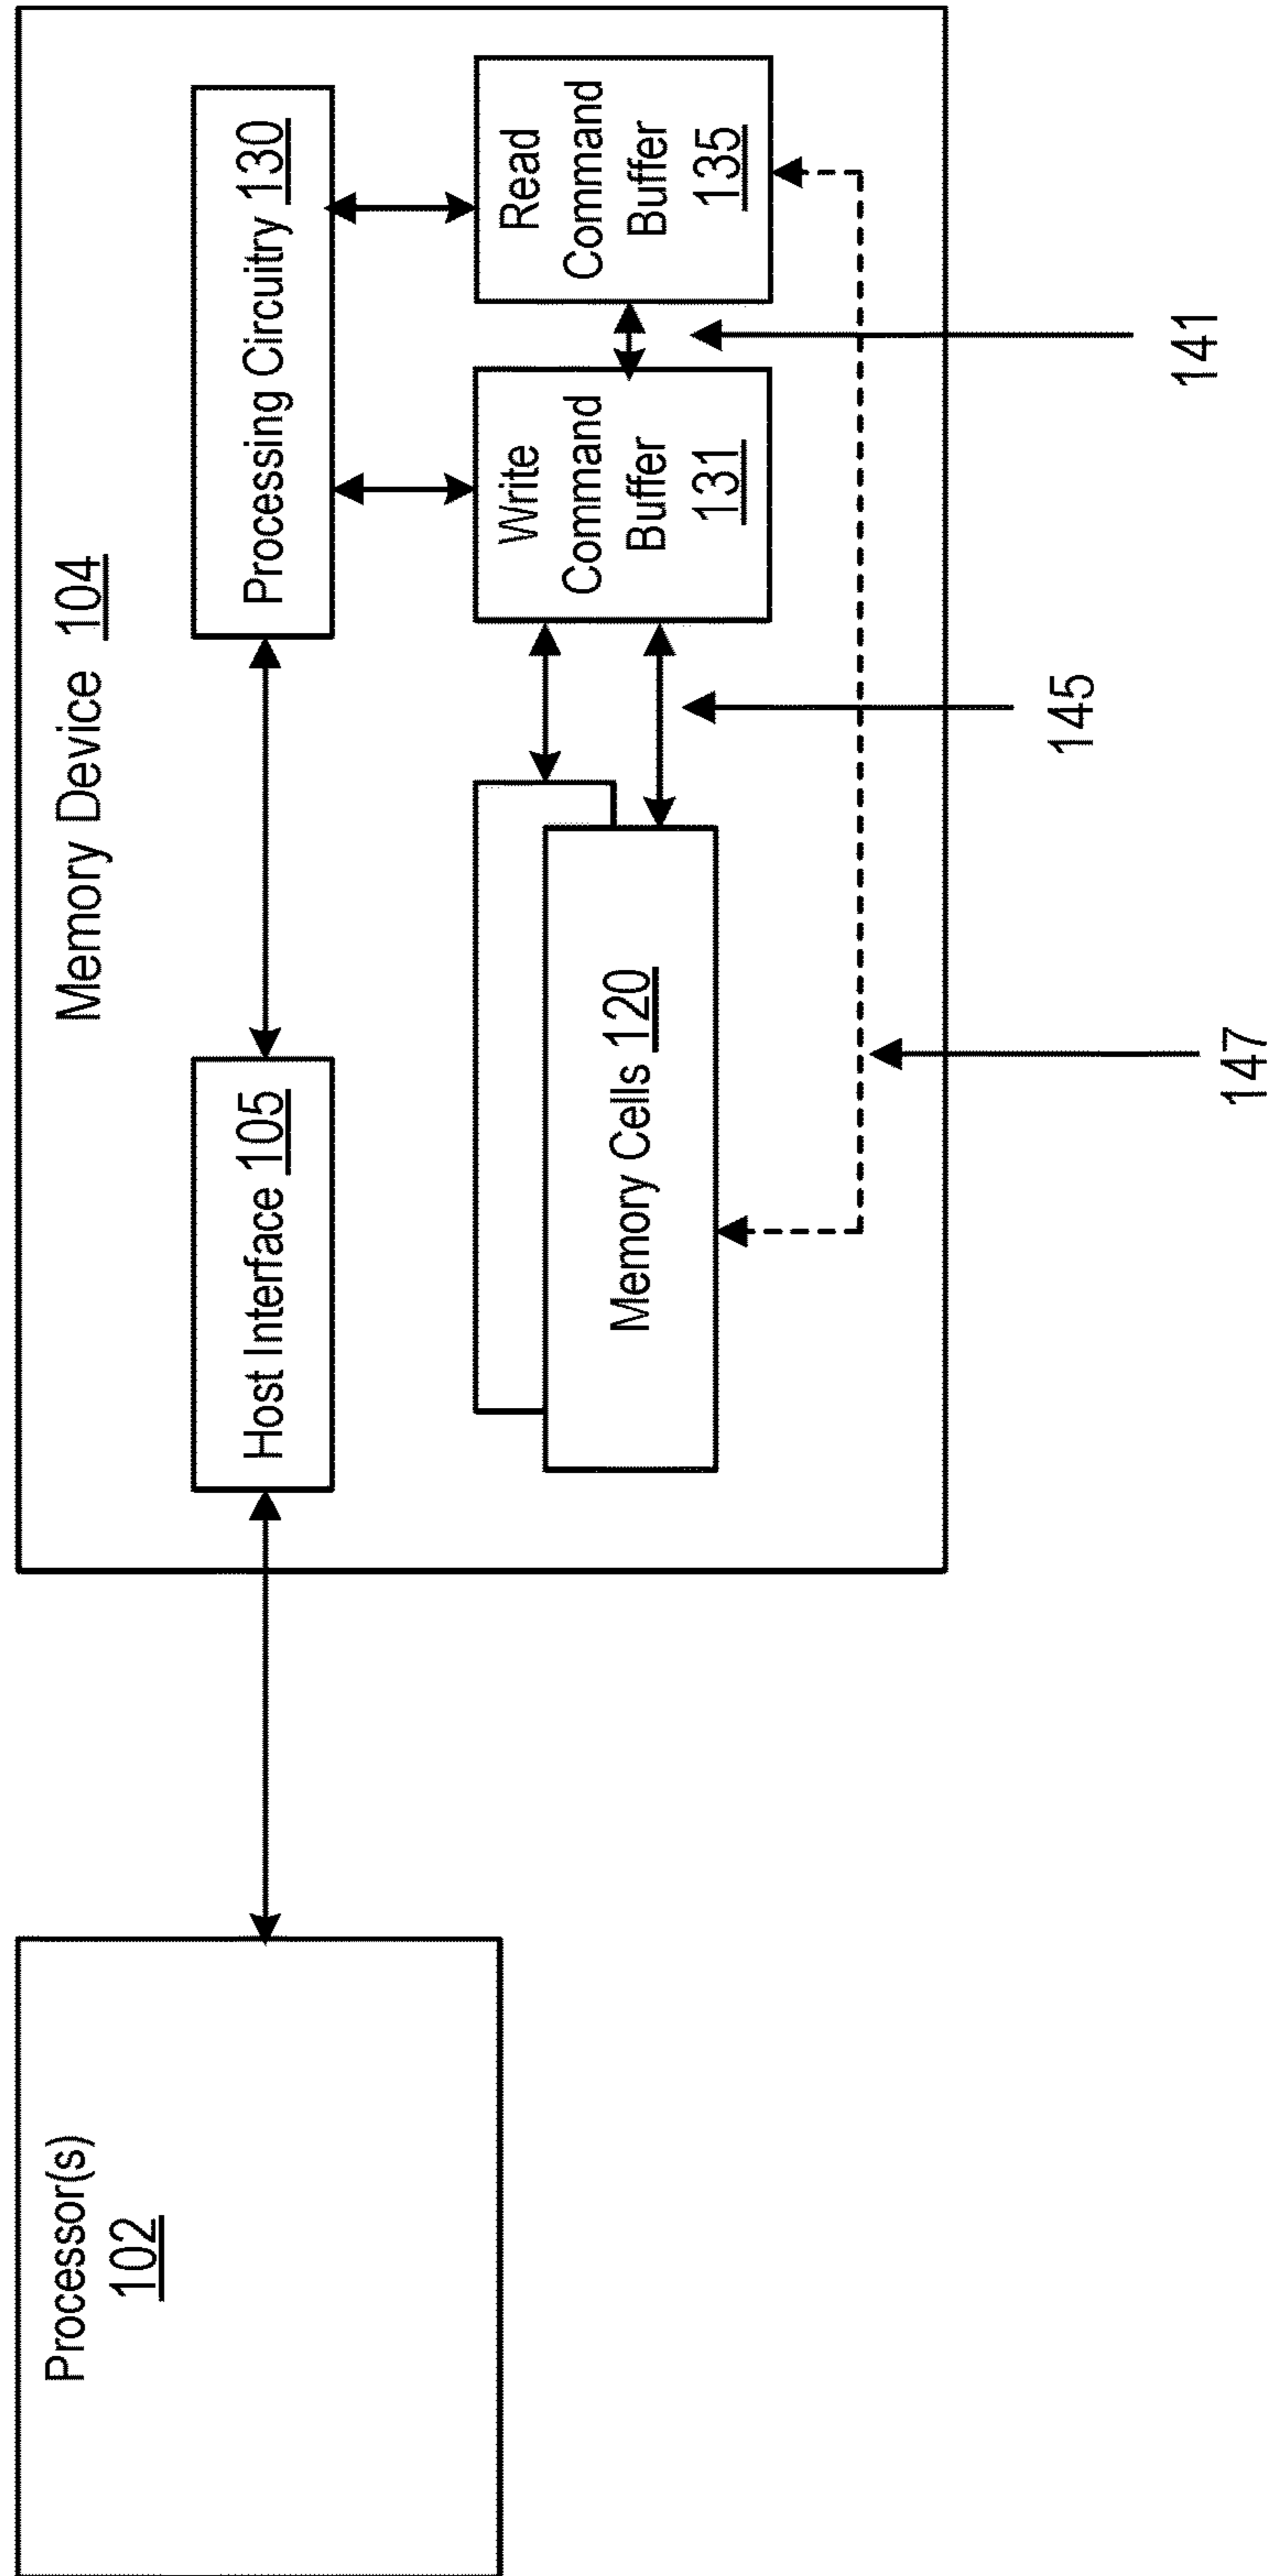 Processor(s)
102
Memory Device 104
Host Interface 105
Processing Circuitry 130
Memory Cells 120
Write
Command
Buffer
131
Read
Command
Buffer
135
147
145
141